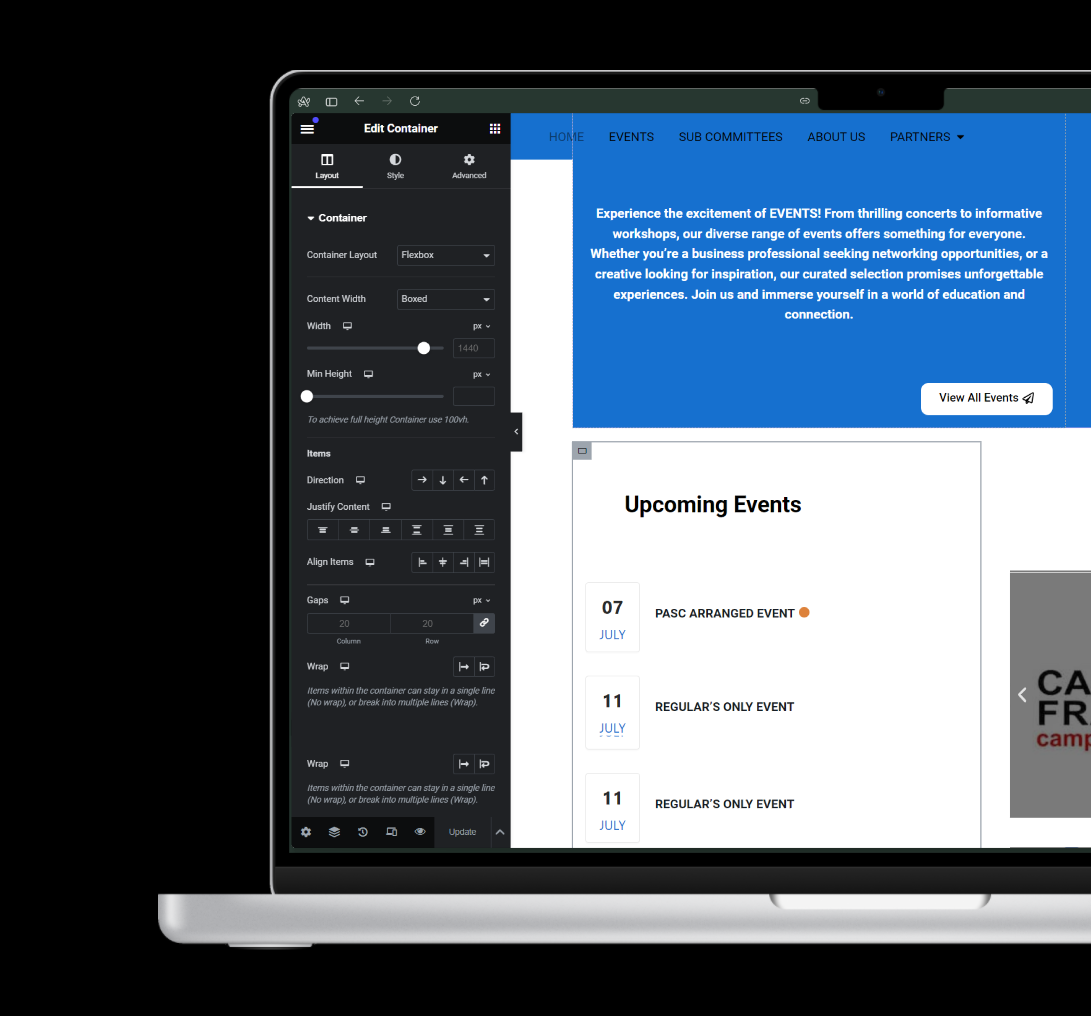 Edit Container
Layout
Style
Advanced
Container
Container Layout
Flexbox
Content Width
Boxed
Width
px
1440
Min Height
px
To achieve full height Container use 100vh.
Items
Direction
Justify Content
Align Items
Gaps
px
20
20
Column
Row
Wrap
Items within the container can stay in a single line
(No wrap), or break into multiple lines (Wrap).
Wrap
Items within the container can stay in a single line
(No wrap), or break into multiple lines (Wrap).
Update
HOME
EVENTS
SUB COMMITTEES
ABOUT US
PARTNERS
Experience the excitement of EVENTS! From thrilling concerts to informative
workshops, our diverse range of events offers something for everyone.
Whether you’re a business professional seeking networking opportunities, or a
creative looking for inspiration, our curated selection promises unforgettable
experiences. Join us and immerse yourself in a world of education and
connection.
View All Events
Upcoming Events
07
JULY
PASC ARRANGED EVENT
11
JULY
REGULAR’S ONLY EVENT
11
JULY
REGULAR’S ONLY EVENT
CA
FR
camp